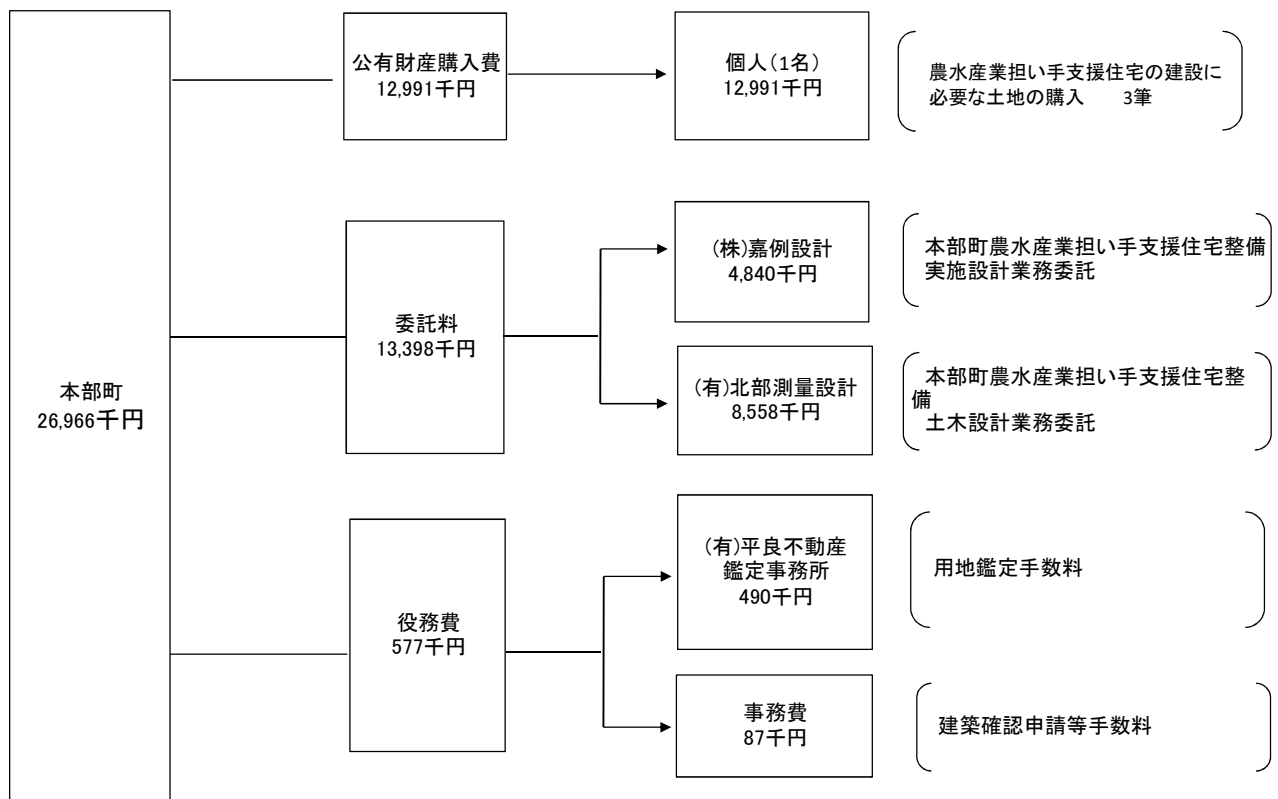 本部町
26,966千円
公有財産購入費
12,991千円
個人(1名)
12,991千円
農水産業担い手支援住宅の建設に
必要な土地の購入　　3筆
委託料
13,398千円
(株)嘉例設計
4,840千円
本部町農水産業担い手支援住宅整備
実施設計業務委託
(有)北部測量設計
8,558千円
本部町農水産業担い手支援住宅整
備
土木設計業務委託
役務費
577千円
(有)平良不動産
鑑定事務所
490千円
用地鑑定手数料
事務費
87千円
建築確認申請等手数料